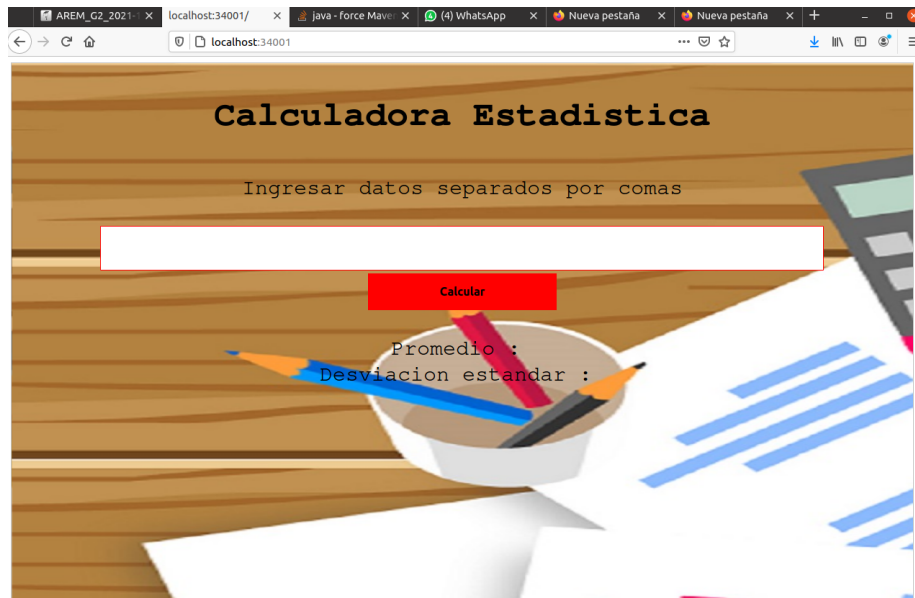 AREM_G2_2021-
localhost:34001/
java - force Maver
(4) WhatsApp
Nueva pestaña
Nueva pestaña
localhost:34001
Calculadora Estadistica
Ingresar datos separados por comas
Calcular
Promedio :
Desviacion estandar :